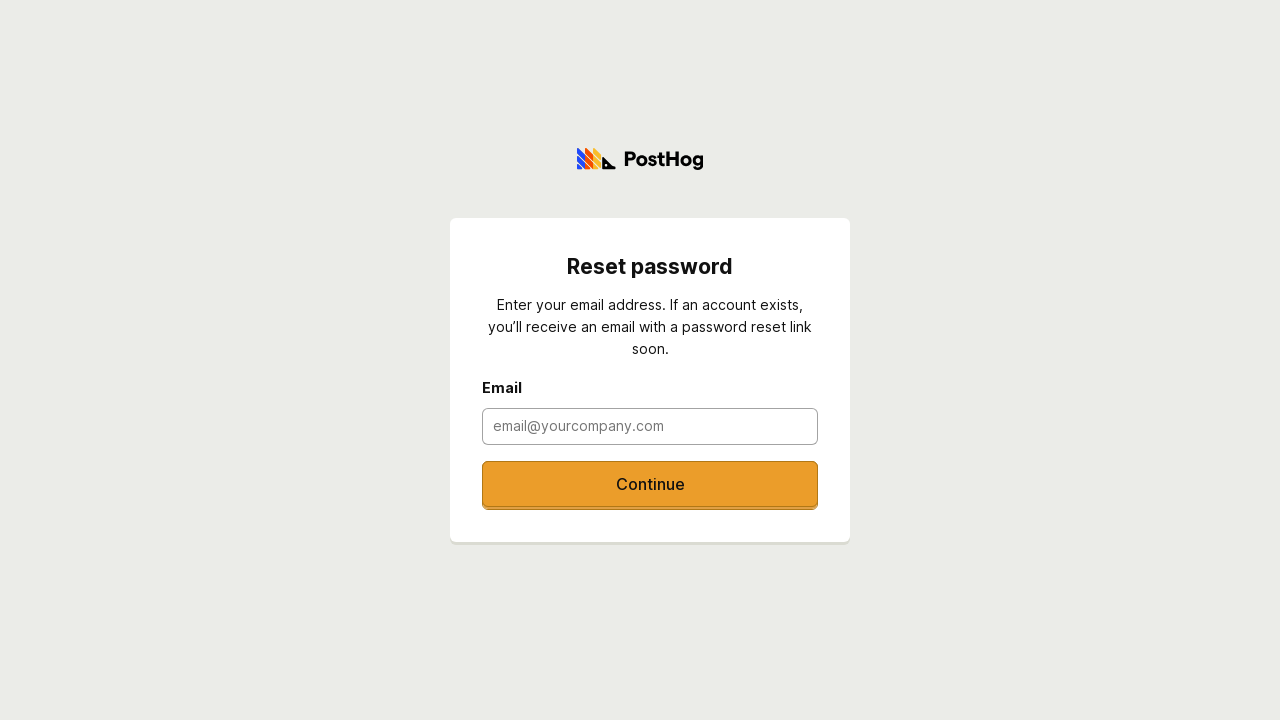 PostHog
Reset password
Enter your email address. If an account exists,
you’ll receive an email with a password reset link
soon.
Email
email@yourcompany.com
Continue